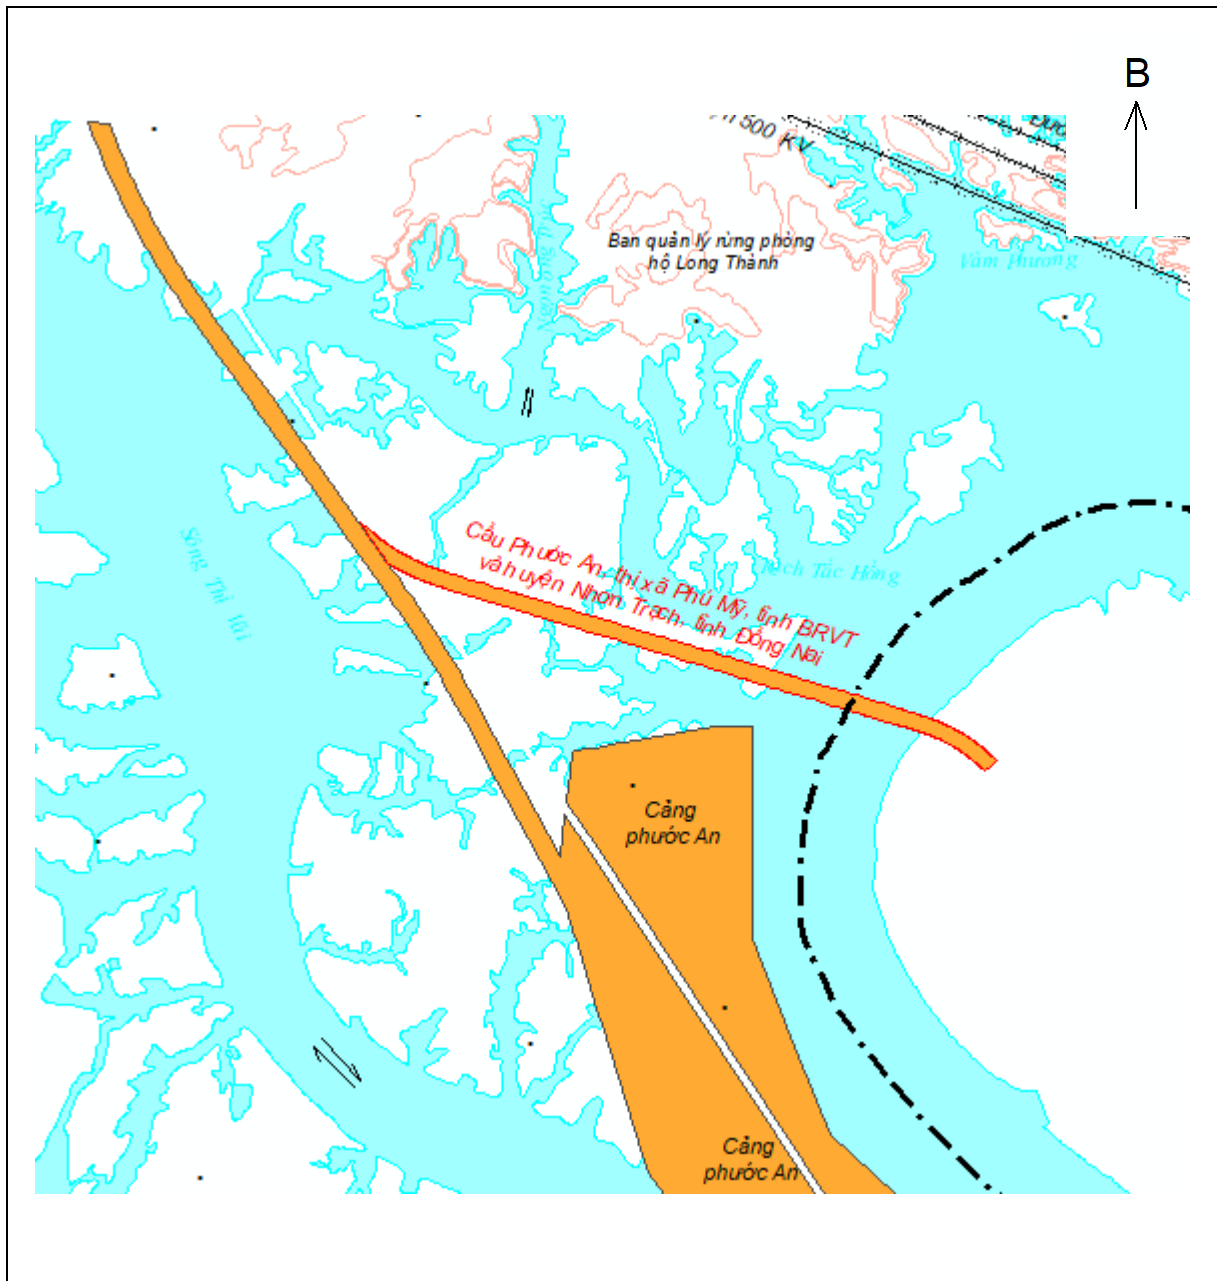 B
500 KV
Ban quản lý rừng phòng
hộ Long Thành
Cầu Phước An, thị xã Phú Mỹ, tỉnh BRVT
và huyện Nhơn Trạch, tỉnh Đồng Nai
Rạch Tắc Hồng
Sông Thị Vải
Cảng
phước An
Cảng
phước An